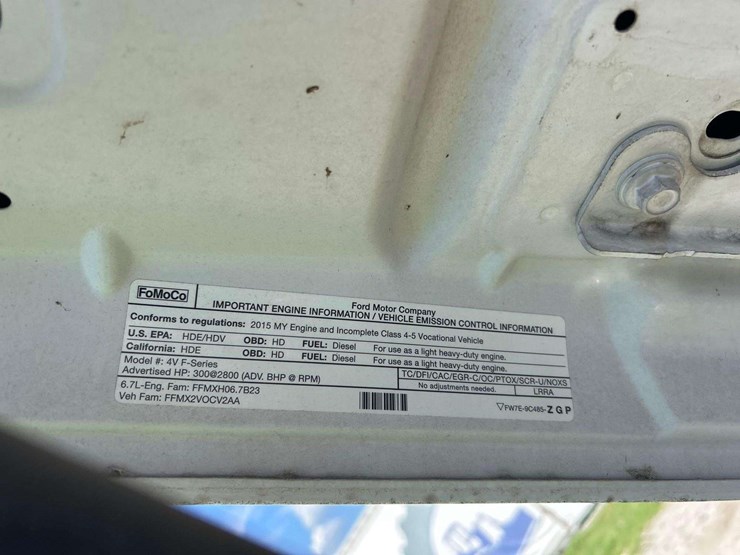 FoMoCo
Ford Motor Company
IMPORTANT ENGINE INFORMATION / VEHICLE EMISSION CONTROL INFORMATION
Conforms to regulations: 2015 MY Engine and Incomplete Class 4-5 Vocational Vehicle
U.S. EPA: HDE/HDV OBD: HD FUEL: Diesel For use as a light heavy-duty engine.
California: HDE OBD: HD FUEL: Diesel For use as a light heavy-duty engine.
Model #: 4V F-Series TC/DFI/CAC/EGR-C/OC/PTOX/SCR-U/NOXS
Advertised HP: 300@2800 (ADV. BHP @ RPM) No adjustments needed. LRRA
6.7L-Eng. Fam: FFMXH06.7B23
Veh Fam: FFMX2VOCV2AA FW7E-9C485-ZGP